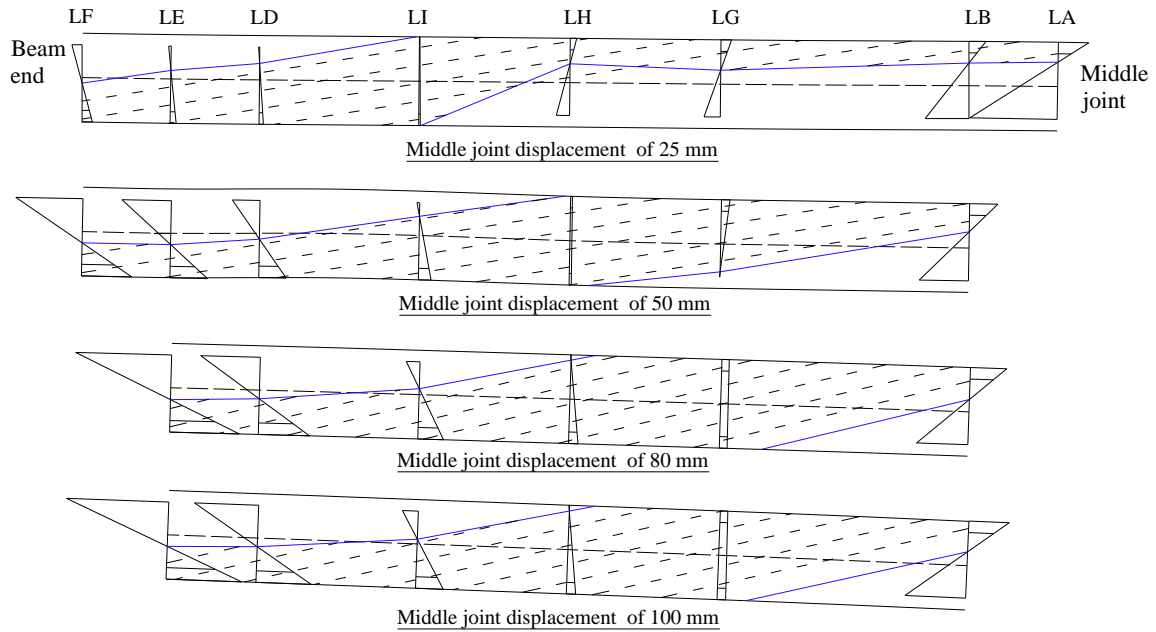 LF LE LD LI LH LG LB LA
Beam
end
Middle
joint
Middle joint displacement of 25 mm
Middle joint displacement of 50 mm
Middle joint displacement of 80 mm
Middle joint displacement of 100 mm